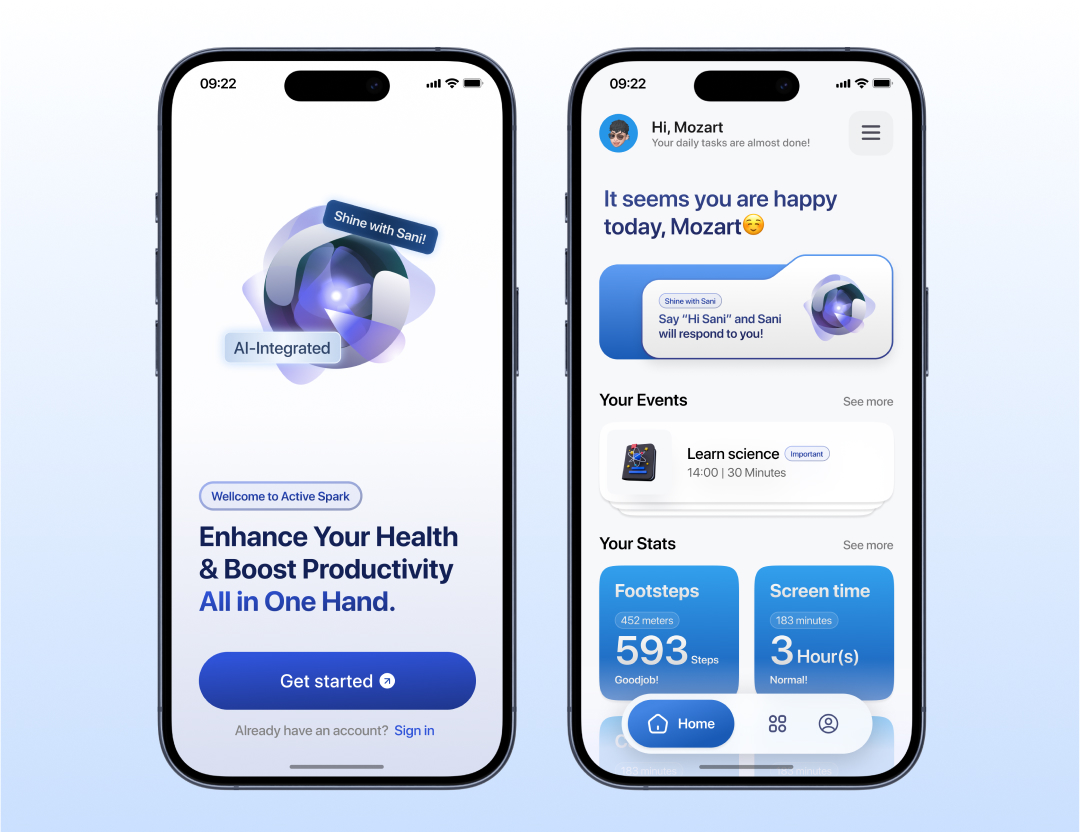 09:22
Shine with Sani!
AI-Integrated
Wellcome to Active Spark
Enhance Your Health
& Boost Productivity
All in One Hand.
Get started
Already have an account? Sign in
09:22
Hi, Mozart
Your daily tasks are almost done!
It seems you are happy
today, Mozart☺️
Shine with Sani
Say “Hi Sani” and Sani
will respond to you!
Your Events
See more
Learn science
Important
14:00 | 30 Minutes
Your Stats
See more
Footsteps
452 meters
593 Steps
Goodjob!
Screen time
183 minutes
3 Hour(s)
Normal!
Home
183 minutes
183 minutes